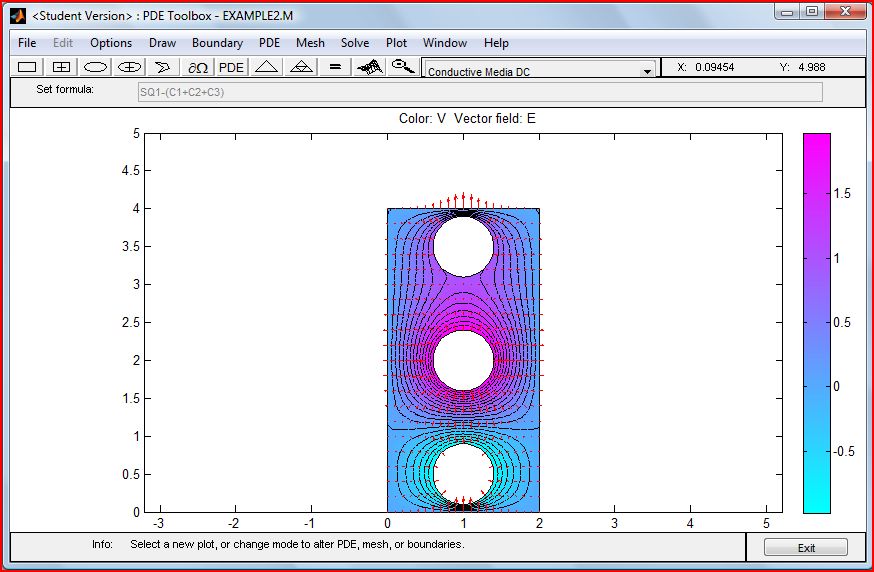 <Student Version> : PDE Toolbox - EXAMPLE2.M
File Edit Options Draw Boundary PDE Mesh Solve Plot Window Help
∂Ω PDE = Conductive Media DC X: 0.09454 Y: 4.988
Set formula: SQ1-(C1+C2+C3)
Color: V Vector field: E
5
4.5
4
3.5
3
2.5
2
1.5
1
0.5
0
-3 -2 -1 0 1 2 3 4 5
1.5
1
0.5
0
-0.5
Info: Select a new plot, or change mode to alter PDE, mesh, or boundaries.
Exit